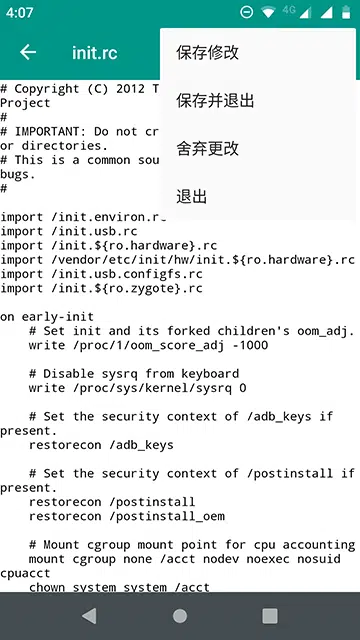 4:07
4G
init.rc
保存修改
保存并退出
舍弃更改
退出
# Copyright (C) 2012 T
Project
#
# IMPORTANT: Do not cr
or directories.
# This is a common sou
bugs.
#
import /init.environ.rc
import /init.usb.rc
import /init.${ro.hardware}.rc
import /vendor/etc/init/hw/init.${ro.hardware}.rc
import /init.usb.configfs.rc
import /init.${ro.zygote}.rc
on early-init
# Set init and its forked children's oom_adj.
write /proc/1/oom_score_adj -1000
# Disable sysrq from keyboard
write /proc/sys/kernel/sysrq 0
# Set the security context of /adb_keys if
present.
restorecon /adb_keys
# Set the security context of /postinstall if
present.
restorecon /postinstall
restorecon /postinstall_oem
# Mount cgroup mount point for cpu accounting
mount cgroup none /acct nodev noexec nosuid
cpuacct
chown system system /acct